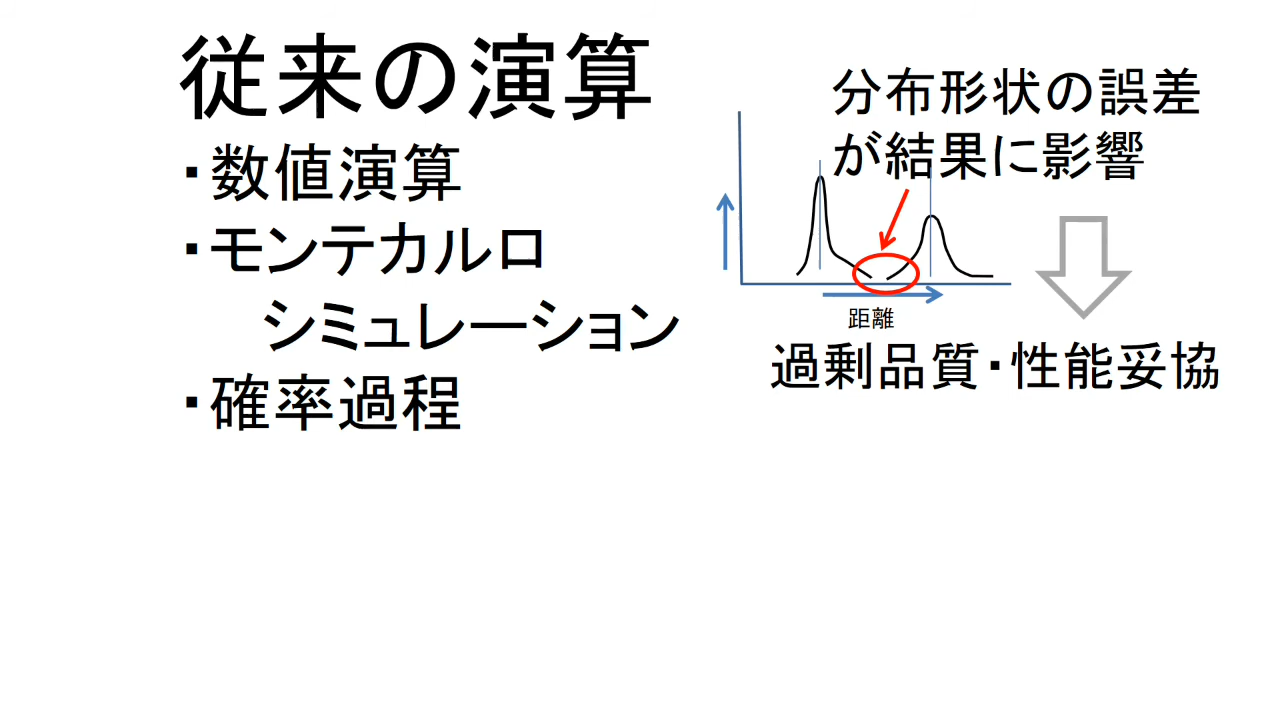 従来の演算
・数値演算
・モンテカルロ
シミュレーション
・確率過程
分布形状の誤差
が結果に影響
距離
過剰品質・性能妥協